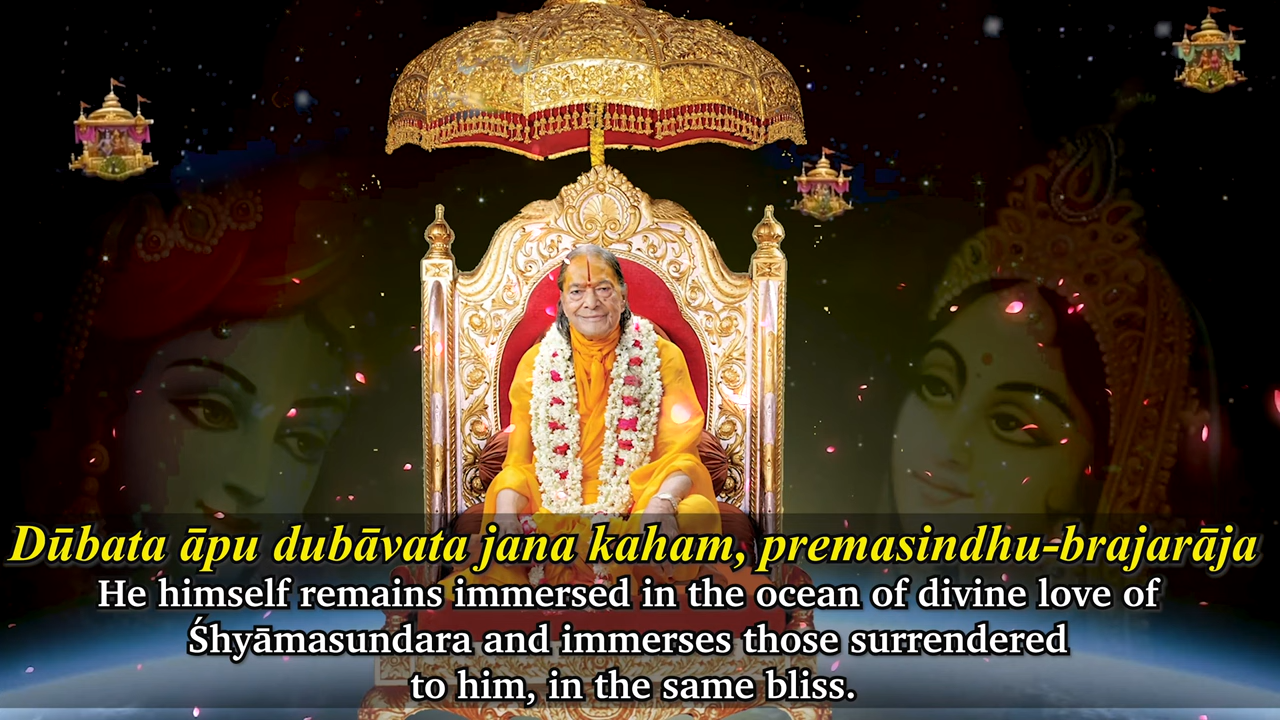 Dūbata āpu dubāvata jana kaham, premasindhu-brajarāja
He himself remains immersed in the ocean of divine love of
Śhyāmasundara and immerses those surrendered
to him, in the same bliss.